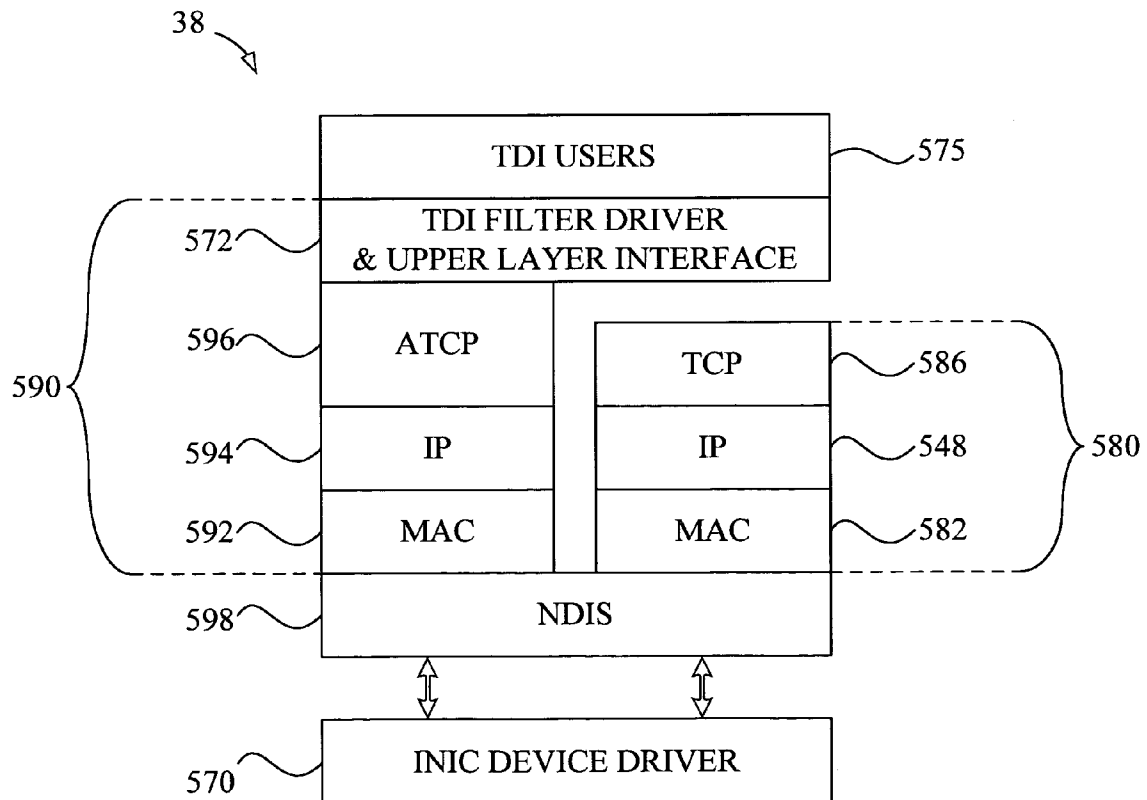 38
TDI USERS
575
572
TDI FILTER DRIVER
& UPPER LAYER INTERFACE
596
ATCP
TCP
586
590
594
IP
IP
548
580
592
MAC
MAC
582
598
NDIS
570
INIC DEVICE DRIVER